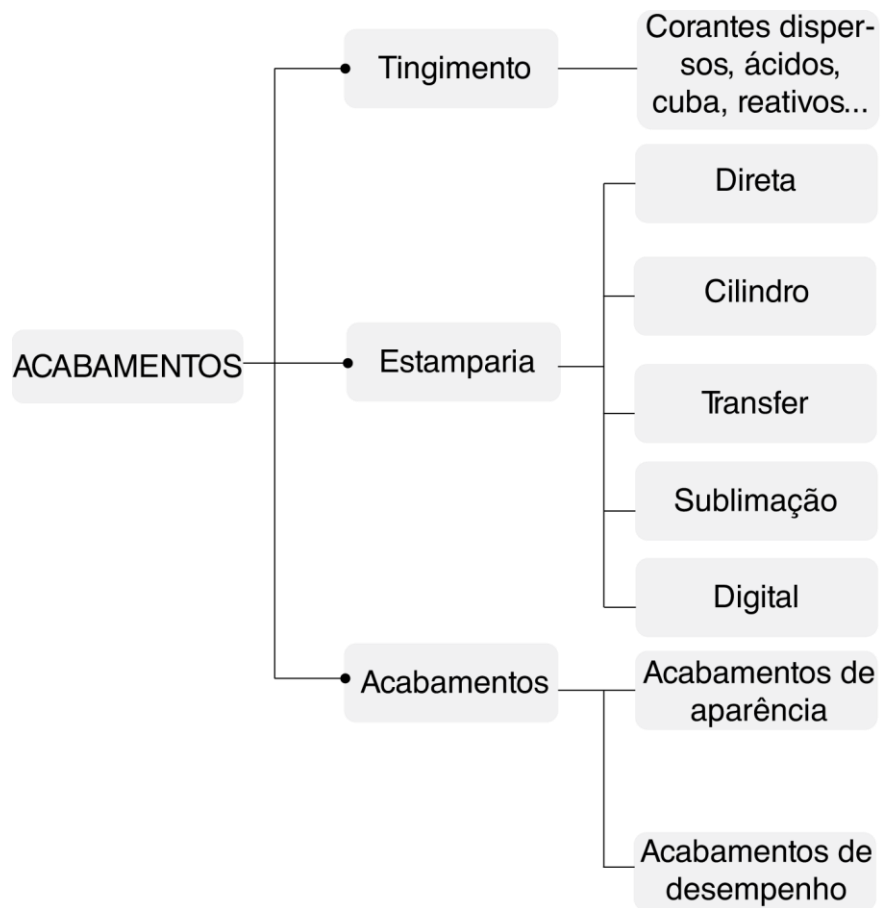 Tingimento
Corantes disper-
sos, ácidos,
cuba, reativos...
Direta
Cilindro
ACABAMENTOS
Estamparia
Transfer
Sublimação
Digital
Acabamentos
Acabamentos de
aparência
Acabamentos de
desempenho